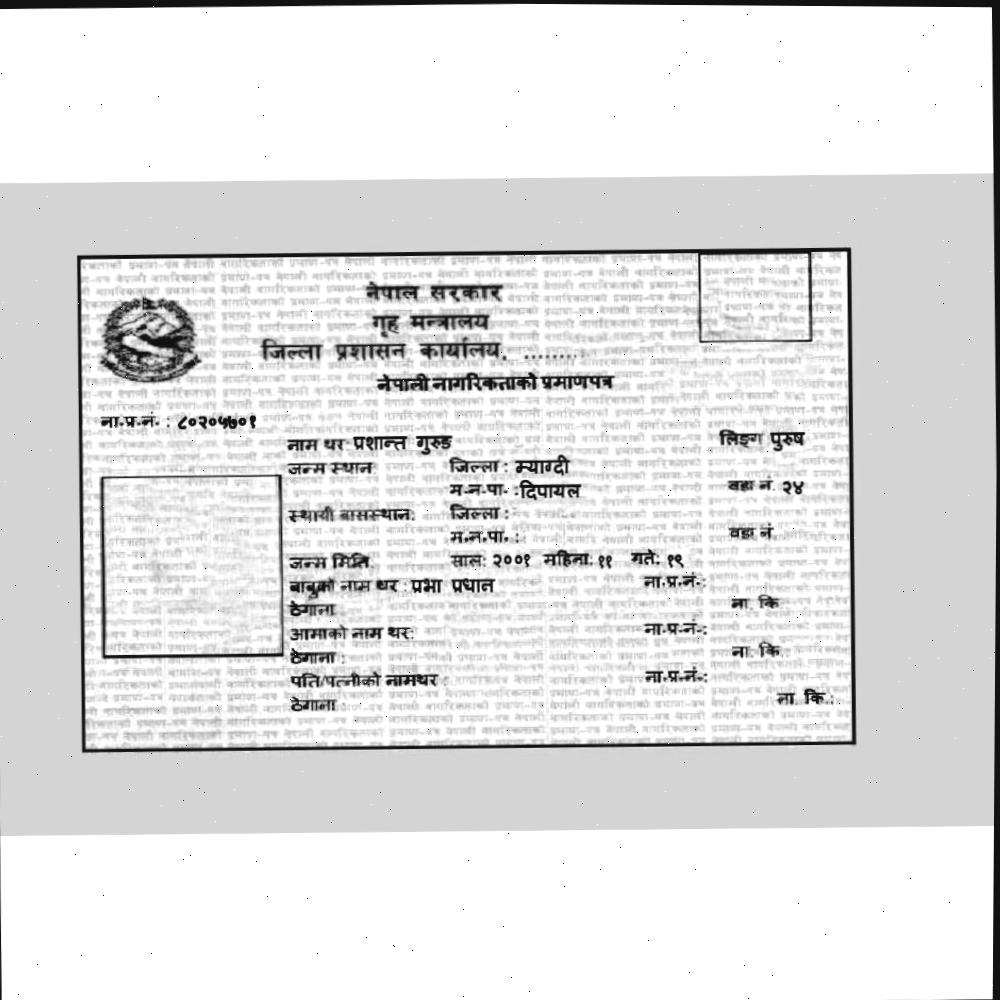 नेपाल सरकार
गृह मन्त्रालय
जिल्ला प्रशासन कार्यालय, .........
नेपाली नागरिकताको प्रमाणपत्र
ना.प्र.नं. : ८०२०५७०१
नाम थर प्रशान्त गुरुङ लिङ्ग पुरुष
जन्म स्थान जिल्ला : म्याग्दी
म.न.पा. : दिपायल वडा नं. २४
स्थायी बासस्थान: जिल्ला :
म.न.पा. : वडा नं
जन्म मिति साल: २००१ महिना: ११ गते: १९
बाबुको नाम थर : प्रभा प्रधान ना.प्र.नं.:
ठेगाना ना. कि
आमाको नाम थर: ना.प्र.नं.:
ठेगाना : ना. कि.
पति/पत्नीको नामथर : ना.प्र.नं.:
ठेगाना : ना. कि.: